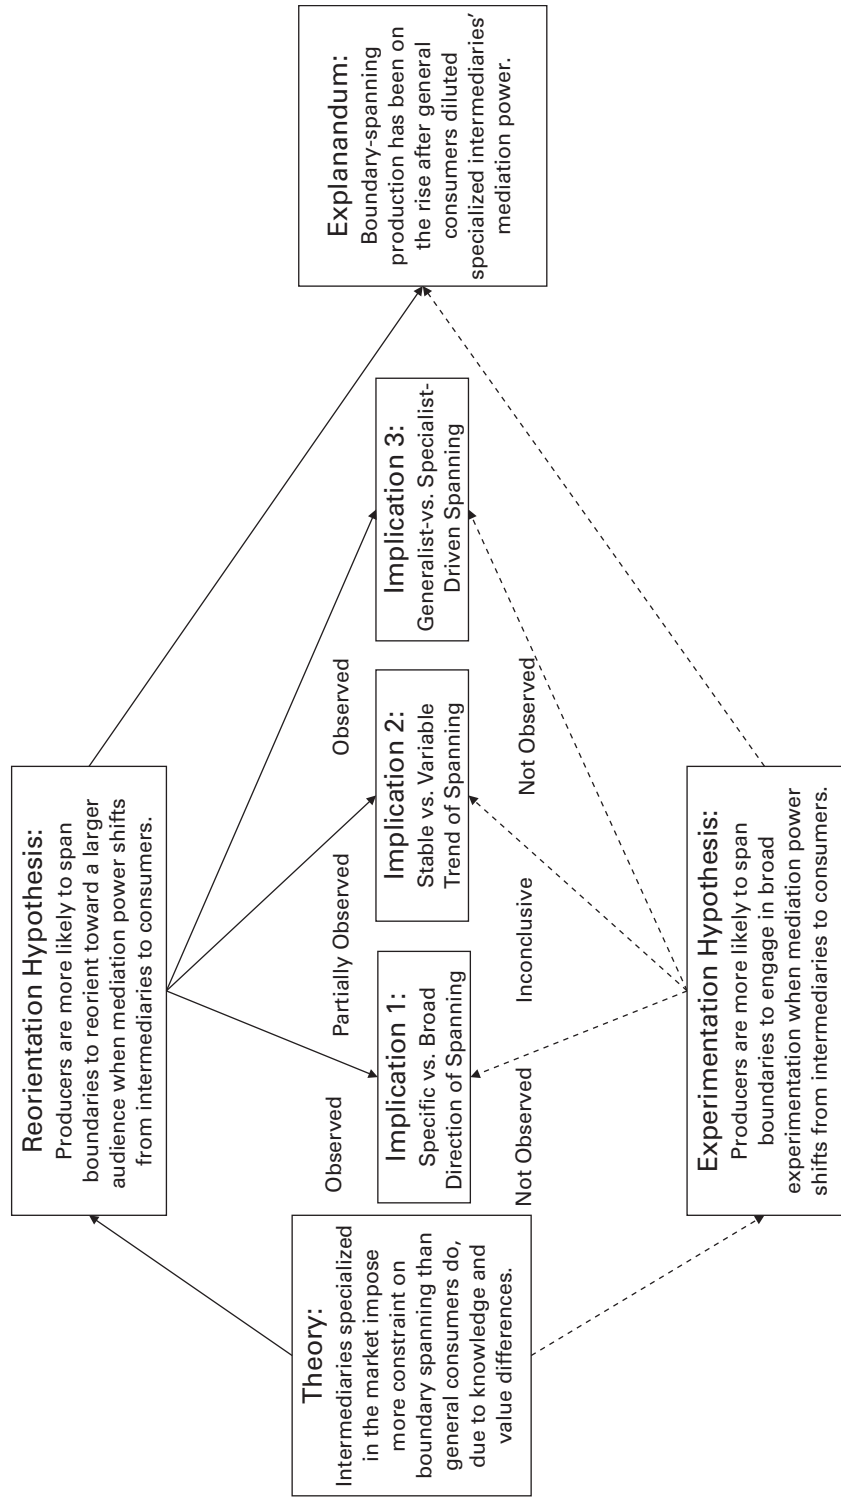 Reorientation Hypothesis:
Producers are more likely to span
boundaries to reorient toward a larger
audience when mediation power shifts
from intermediaries to consumers.
Theory:
Intermediaries specialized
in the market impose
more constraint on
boundary spanning than
general consumers do,
due to knowledge and
value differences.
Observed
Partially Observed
Observed
Implication 1:
Specific vs. Broad
Direction of Spanning
Implication 2:
Stable vs. Variable
Trend of Spanning
Implication 3:
Generalist-vs. Specialist-
Driven Spanning
Not Observed
Inconclusive
Not Observed
Explanandum:
Boundary-spanning
production has been on
the rise after general
consumers diluted
specialized intermediaries’
mediation power.
Experimentation Hypothesis:
Producers are more likely to span
boundaries to engage in broad
experimentation when mediation power
shifts from intermediaries to consumers.